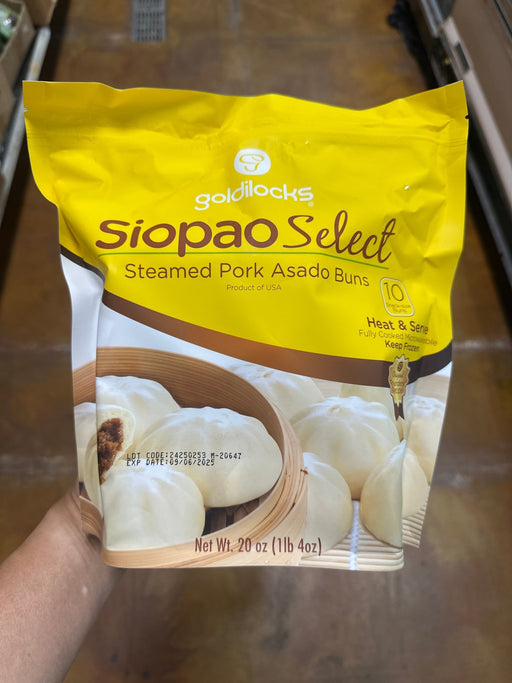 goldilocks®
Siopao Select
Steamed Pork Asado Buns
Product of USA
10
Heat & Serve
Fully Cooked Microwaveable
Keep Frozen
LOT CODE:24250253 M-20647
EXP DATE:09/06/2025
Net Wt. 20 oz (1lb 4oz)